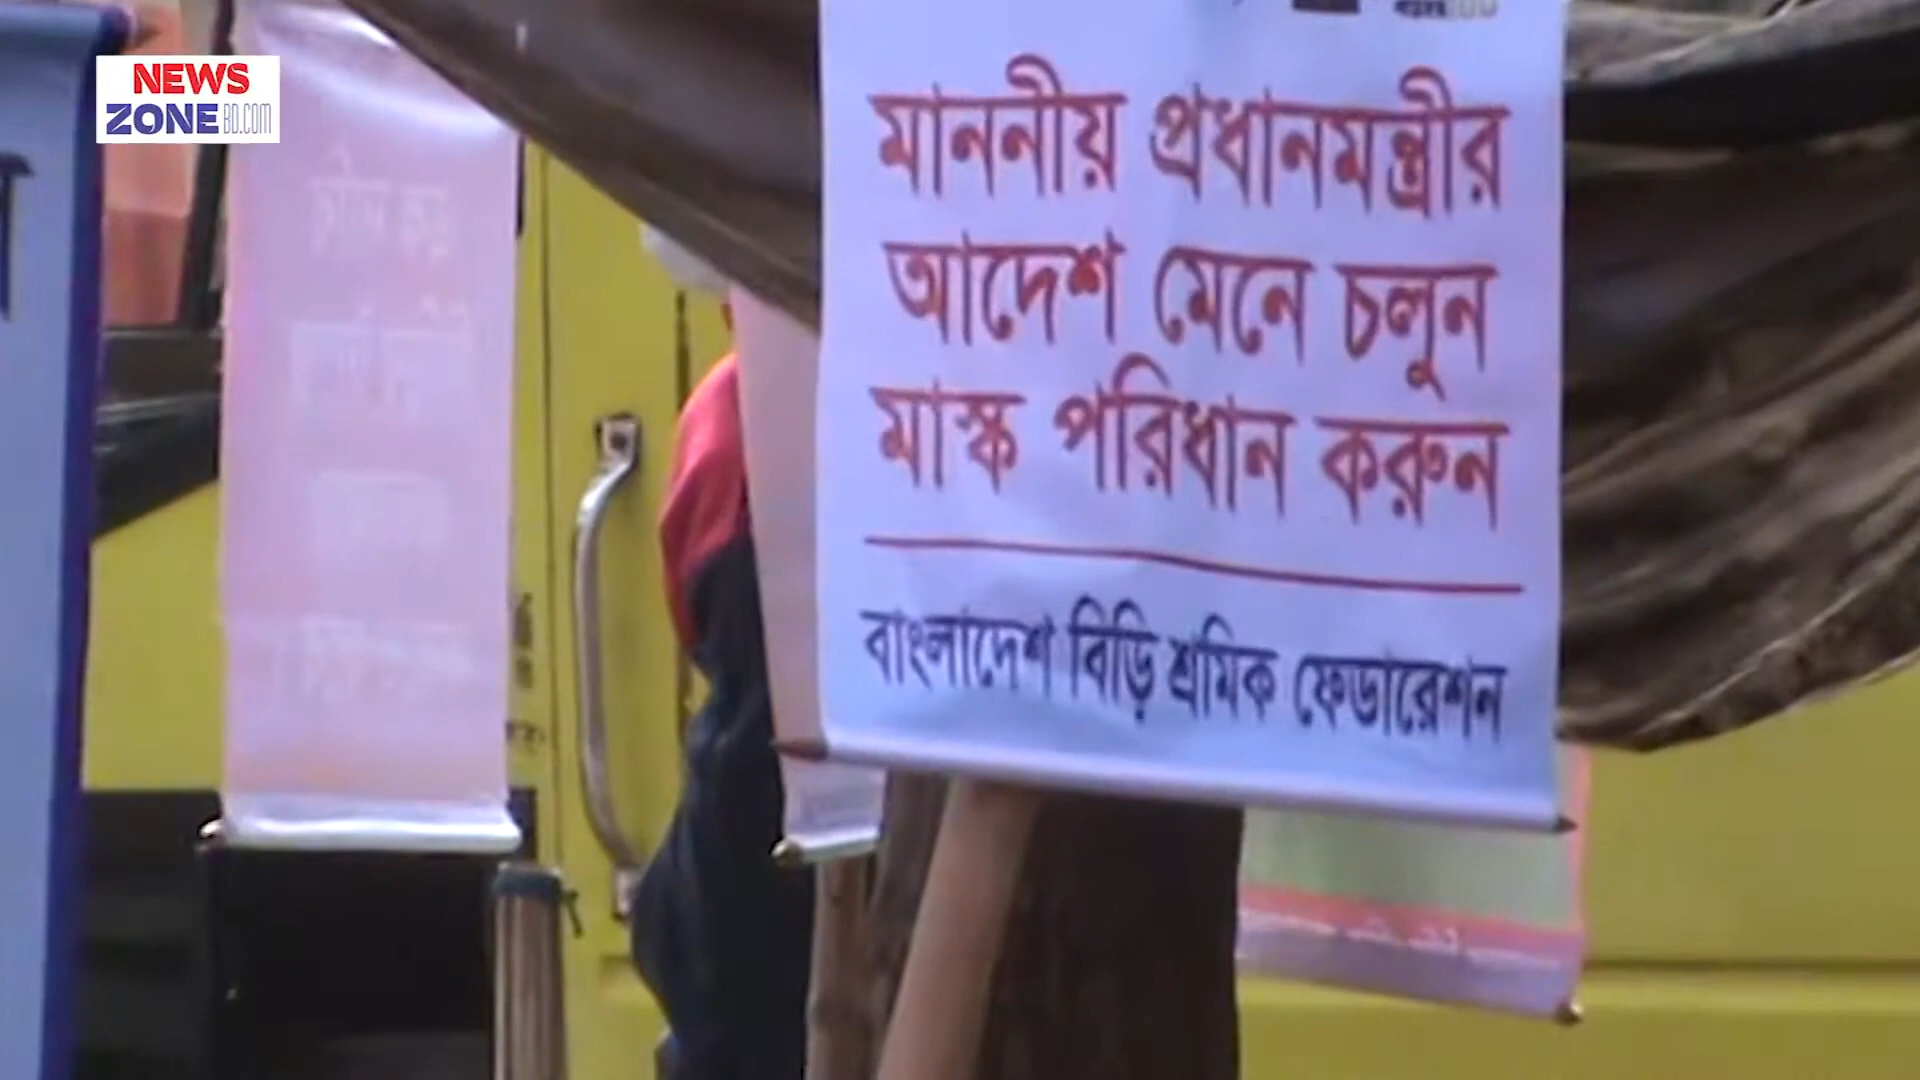 NEWS
ZONEBD.COM
মাননীয় প্রধানমন্ত্রীর
আদেশ মেনে চলুন
মাস্ক পরিধান করুন
বাংলাদেশ বিড়ি শ্রমিক ফেডারেশন